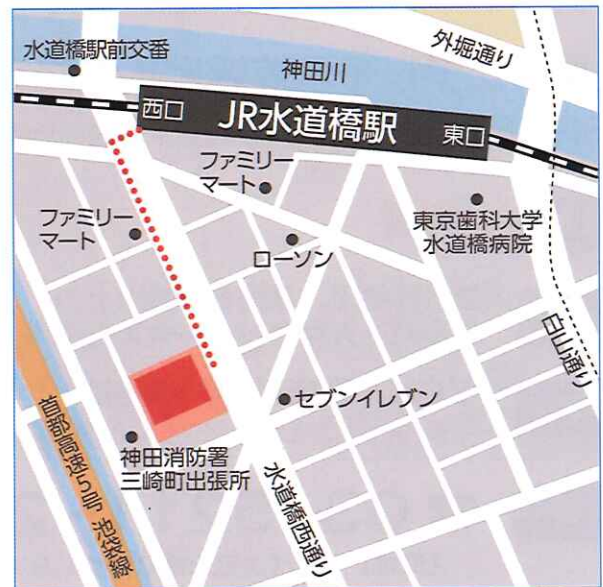 外堀通り
水道橋駅前交番
神田川
西口
JR水道橋駅
東口
ファミリー
マート
ファミリー
マート
ローソン
東京歯科大学
水道橋病院
白山通り
セブンイレブン
首都高速5号 池袋線
神田消防署
三崎町出張所
水道橋西通り